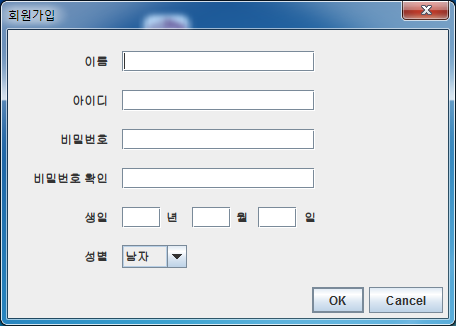 회원가입
이름
아이디
비밀번호
비밀번호 확인
생일 년 월 일
성별 남자
OK Cancel